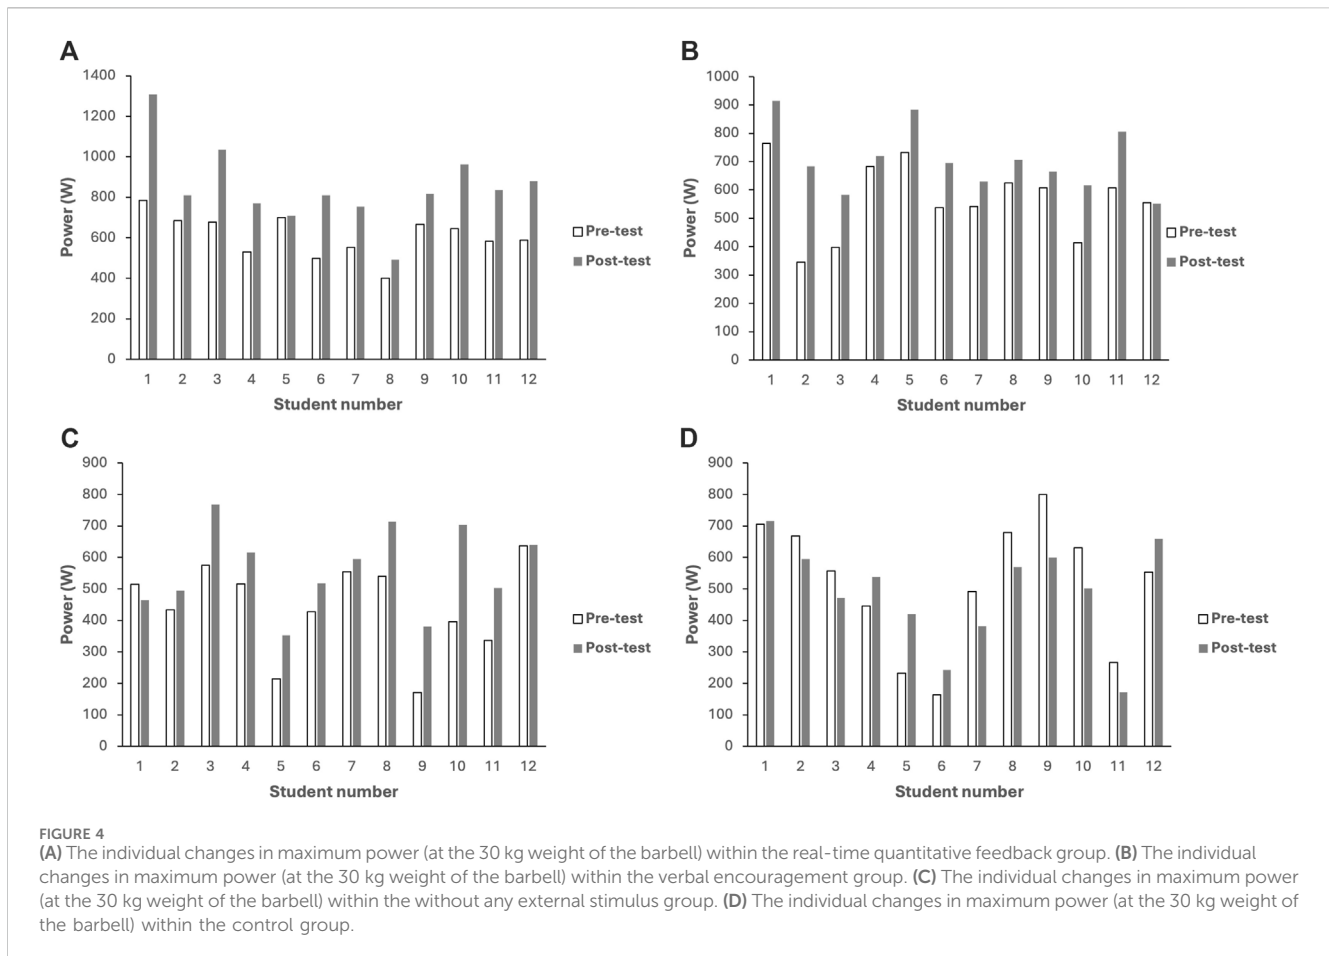 A
1400
1200
1000
800
600
400
200
0
Power (W)
1 2 3 4 5 6 7 8 9 10 11 12
Student number
Pre-test
Post-test
B
1000
900
800
700
600
500
400
300
200
100
0
Power (W)
1 2 3 4 5 6 7 8 9 10 11 12
Student number
Pre-test
Post-test
C
900
800
700
600
500
400
300
200
100
0
Power (W)
1 2 3 4 5 6 7 8 9 10 11 12
Student number
Pre-test
Post-test
D
900
800
700
600
500
400
300
200
100
0
Power (W)
1 2 3 4 5 6 7 8 9 10 11 12
Student number
Pre-test
Post-test
FIGURE 4
(A) The individual changes in maximum power (at the 30 kg weight of the barbell) within the real-time quantitative feedback group. (B) The individual
changes in maximum power (at the 30 kg weight of the barbell) within the verbal encouragement group. (C) The individual changes in maximum power
(at the 30 kg weight of the barbell) within the without any external stimulus group. (D) The individual changes in maximum power (at the 30 kg weight of
the barbell) within the control group.